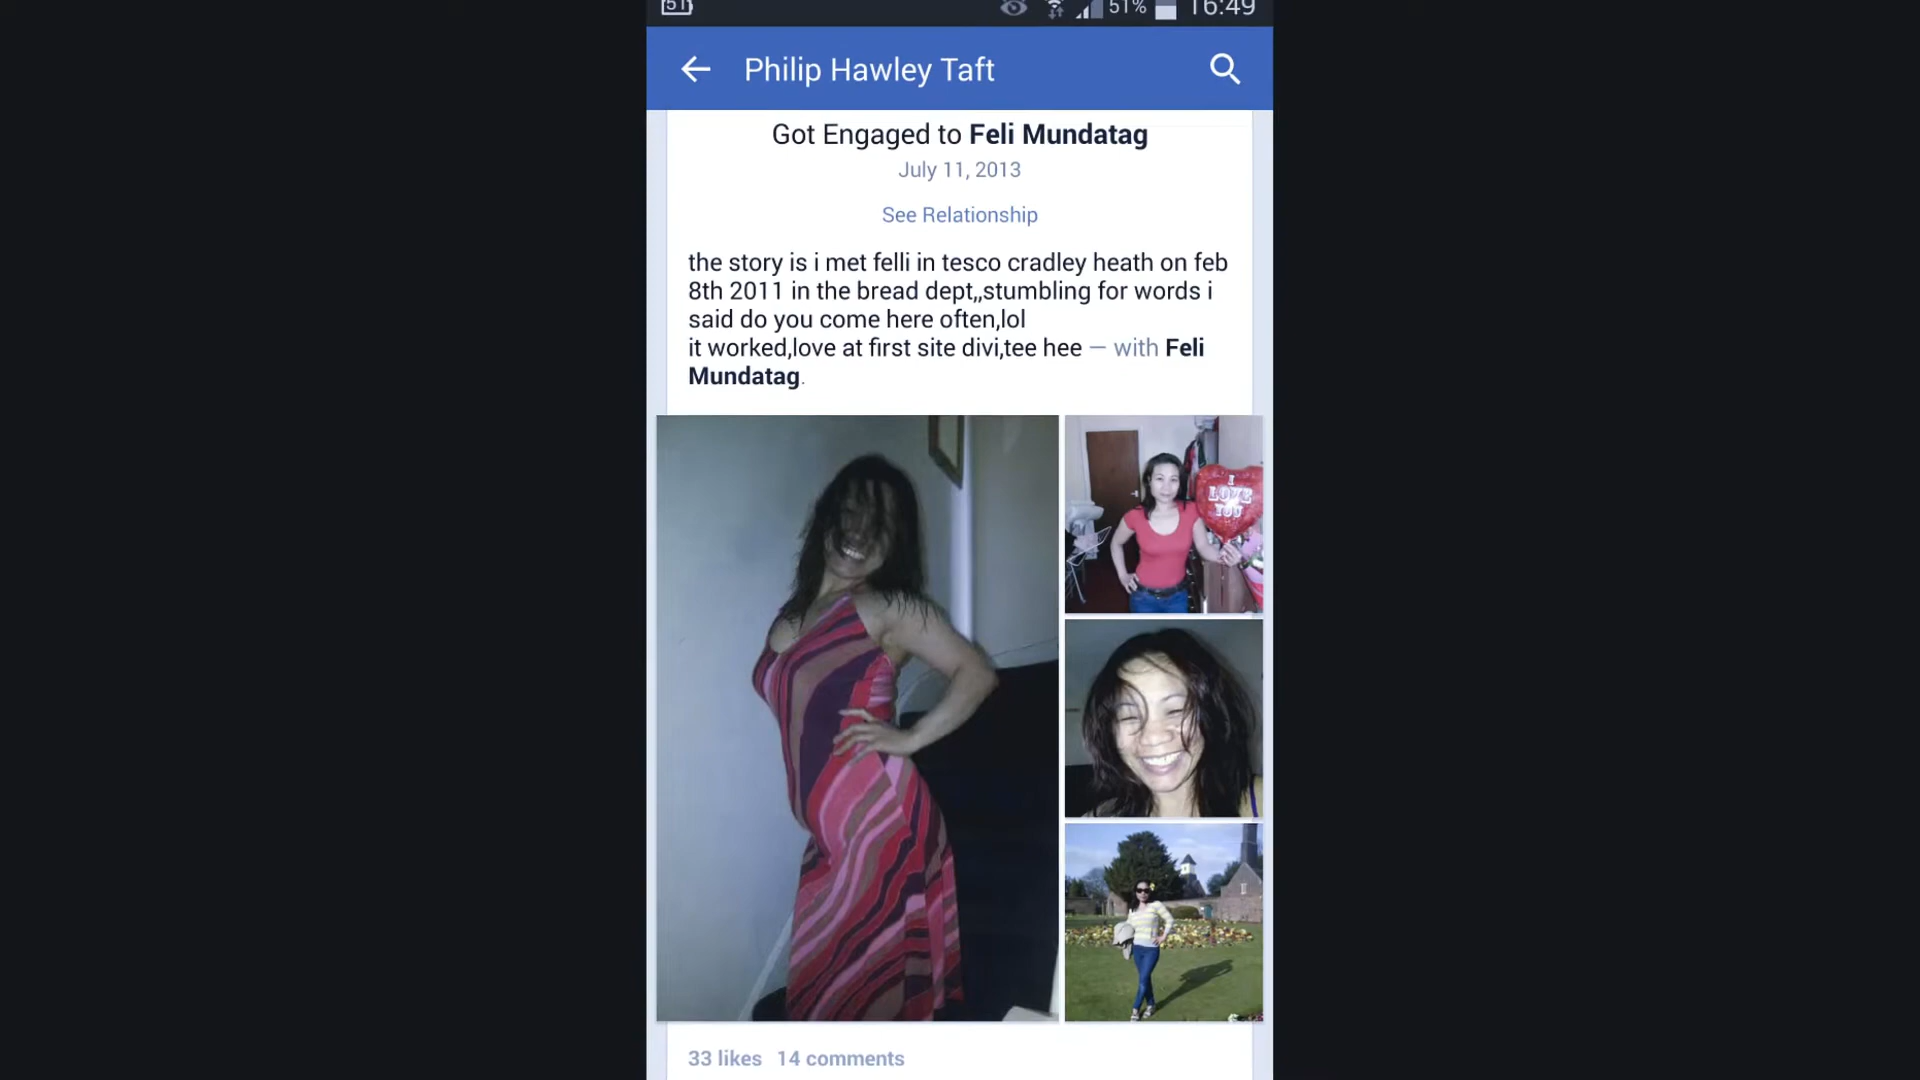 51
51% 16:49
Philip Hawley Taft
Got Engaged to Feli Mundatag
July 11, 2013
See Relationship
the story is i met felli in tesco cradley heath on feb
8th 2011 in the bread dept,,stumbling for words i
said do you come here often,lol
it worked,love at first site divi,tee hee — with Feli
Mundatag.
I
LOVE
YOU
33 likes 14 comments